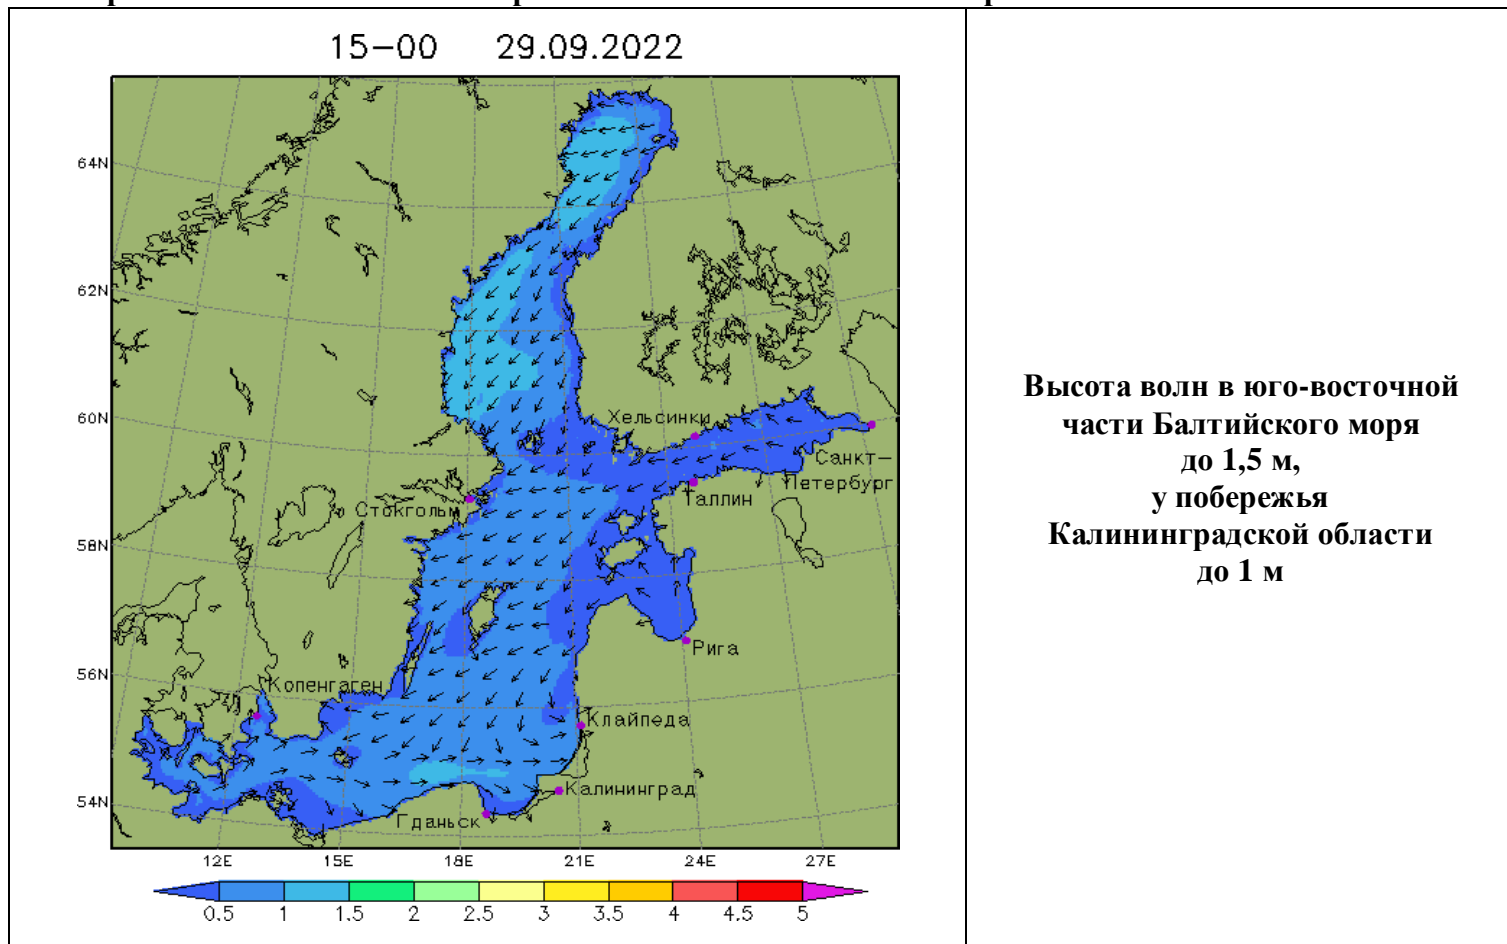 15-00 29.09.2022
64N
62N
60N
58N
56N
54N
Хельсинки
Санкт-
Петербург
Таллин
Стокгольм
Рига
Копенгаген
Клайпеда
Калининград
Гданьск
12E 15E 18E 21E 24E 27E
0.5 1 1.5 2 2.5 3 3.5 4 4.5 5
Высота волн в юго-восточной
части Балтийского моря
до 1,5 м,
у побережья
Калининградской области
до 1 м